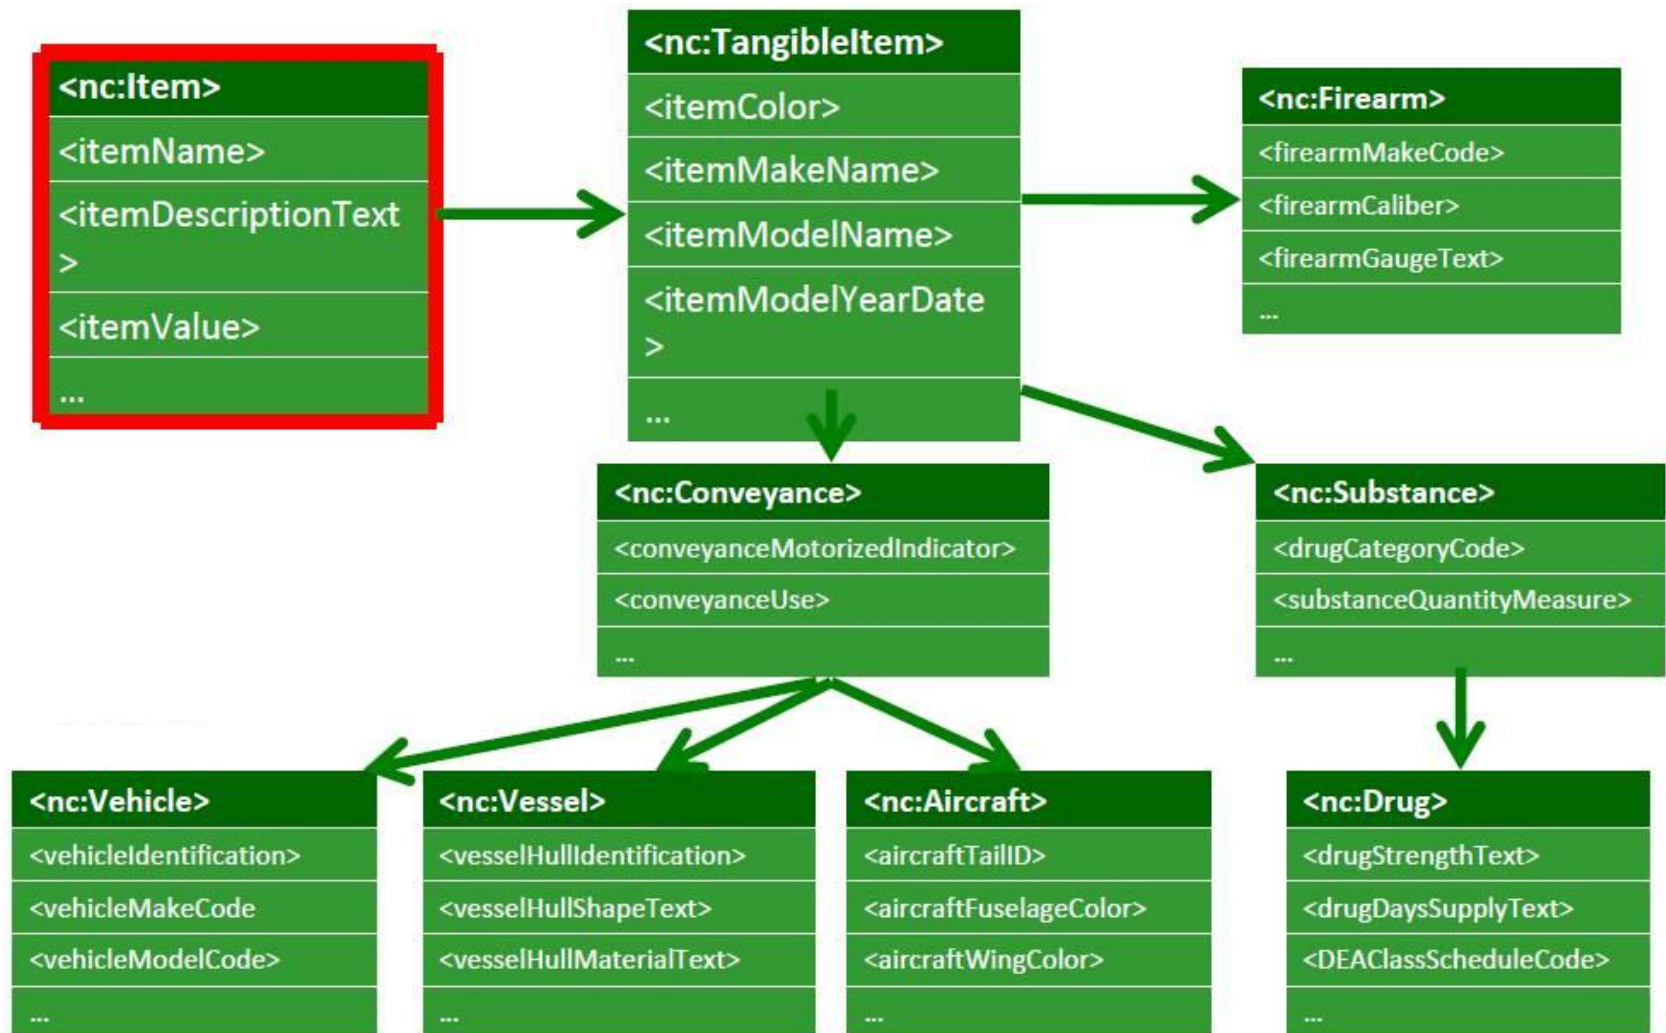 <nc:Item>
<itemName>
<itemDescriptionText
>
<itemValue>
...
<nc:TangibleItem>
<itemColor>
<itemMakeName>
<itemModelName>
<itemModelYearDate
>
...
<nc:Firearm>
<firearmMakeCode>
<firearmCaliber>
<firearmGaugeText>
...
<nc:Conveyance>
<conveyanceMotorizedIndicator>
<conveyanceUse>
...
<nc:Substance>
<drugCategoryCode>
<substanceQuantityMeasure>
...
<nc:Vehicle>
<vehicleIdentification>
<vehicleMakeCode
<vehicleModelCode>
...
<nc:Vessel>
<vesselHullIdentification>
<vesselHullShapeText>
<vesselHullMaterialText>
...
<nc:Aircraft>
<aircraftTailID>
<aircraftFuselageColor>
<aircraftWingColor>
...
<nc:Drug>
<drugStrengthText>
<drugDaysSupplyText>
<DEAClassScheduleCode>
...